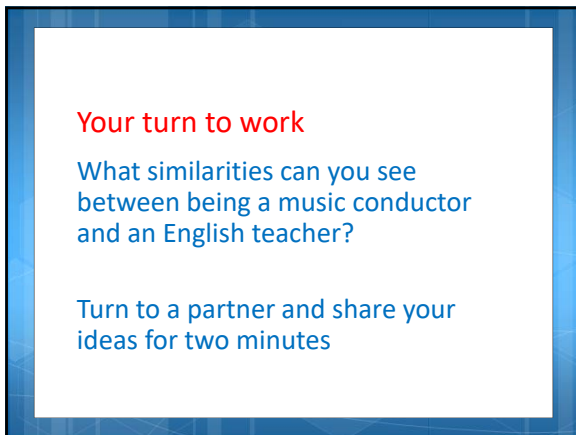 Your turn to work
What similarities can you see
between being a music conductor
and an English teacher?
Turn to a partner and share your
ideas for two minutes